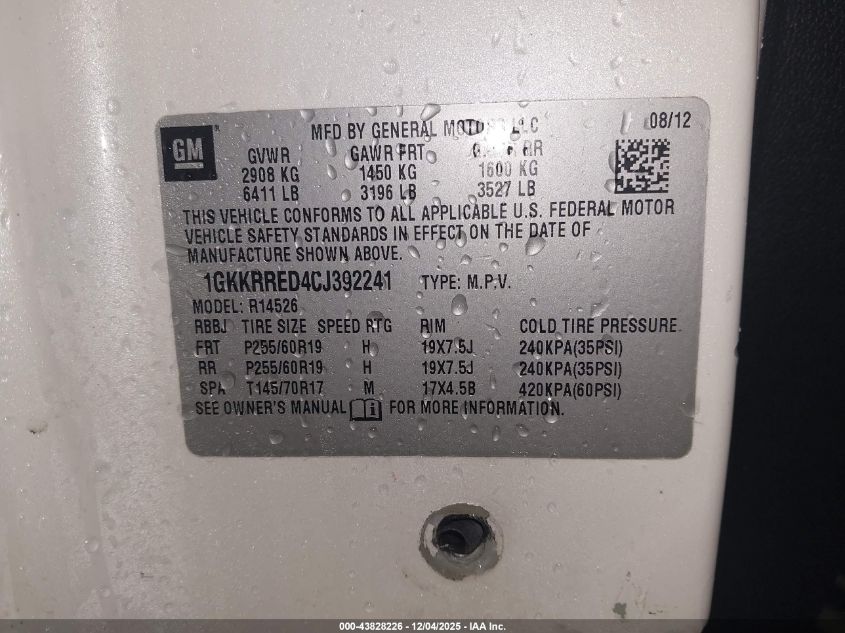 GM
MFD BY GENERAL LLC
08/12
GVWR GAWR FRT RR
2908 KG 1450 KG 1600 KG
6411 LB 3196 LB 3527 LB
THIS VEHICLE CONFORMS TO ALL APPLICABLE U.S. FEDERAL MOTOR
VEHICLE SAFETY STANDARDS IN EFFECT ON THE DATE OF
MANUFACTURE SHOWN ABOVE.
1GKKRRED4CJ392241 TYPE: M.P.V.
MODEL: R14526
RBBJ TIRE SIZE SPEED RTG RIM COLD TIRE PRESSURE
FRT P255/60R19 H 19X7.5J 240KPA(35PSI)
RR P255/60R19 H 19X7.5J 240KPA(35PSI)
SPA T145/70R17 M 17X4.5B 420KPA(60PSI)
SEE OWNER'S MANUAL FOR MORE INFORMATION.
000-43828226 - 12/04/2025 - IAA Inc.